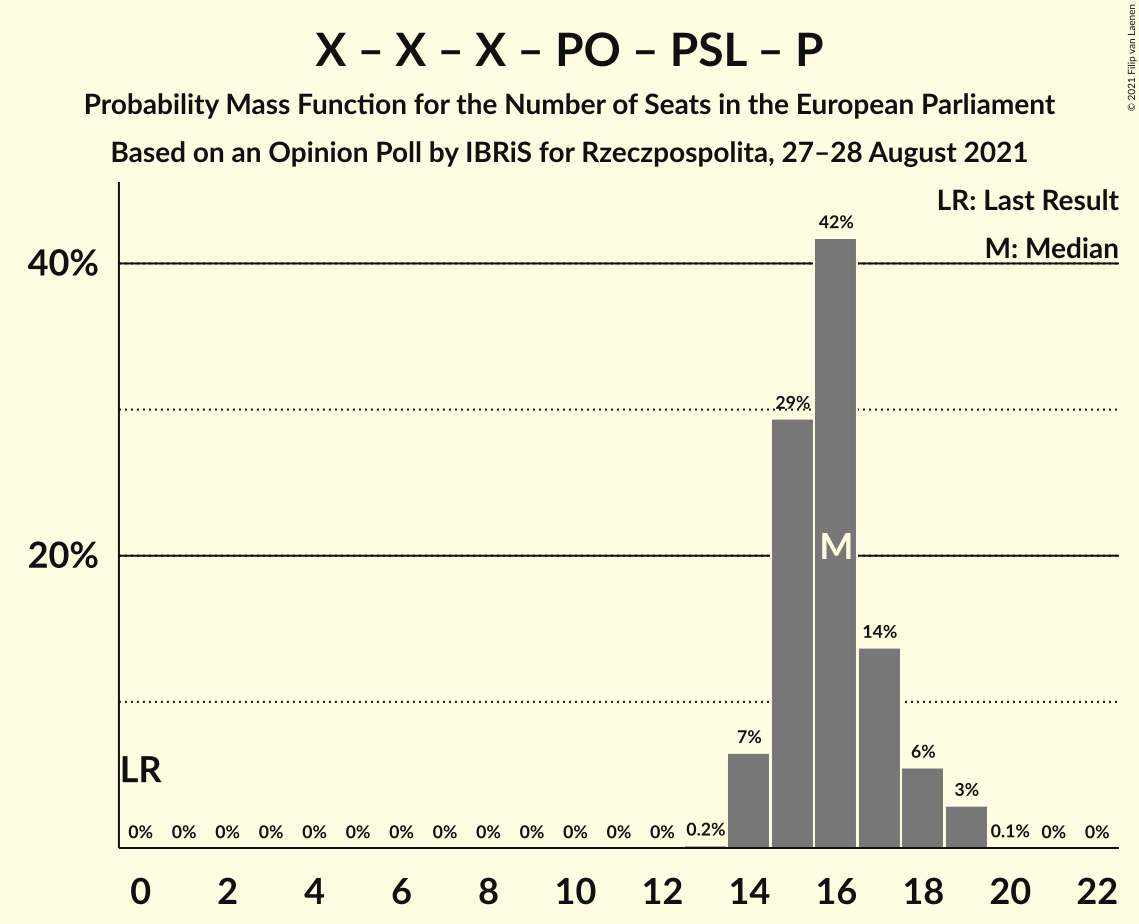 X – X – X – PO – PSL – P
Probability Mass Function for the Number of Seats in the European Parliament
Based on an Opinion Poll by IBRiS for Rzeczpospolita, 27–28 August 2021
© 2021 Filip van Laenen
LR: Last Result
M: Median
40%
20%
42%
29%
M
14%
7%
6%
3%
LR
0% 0% 0% 0% 0% 0% 0% 0% 0% 0% 0% 0% 0% 0.2% 0.1% 0% 0%
0 2 4 6 8 10 12 14 16 18 20 22